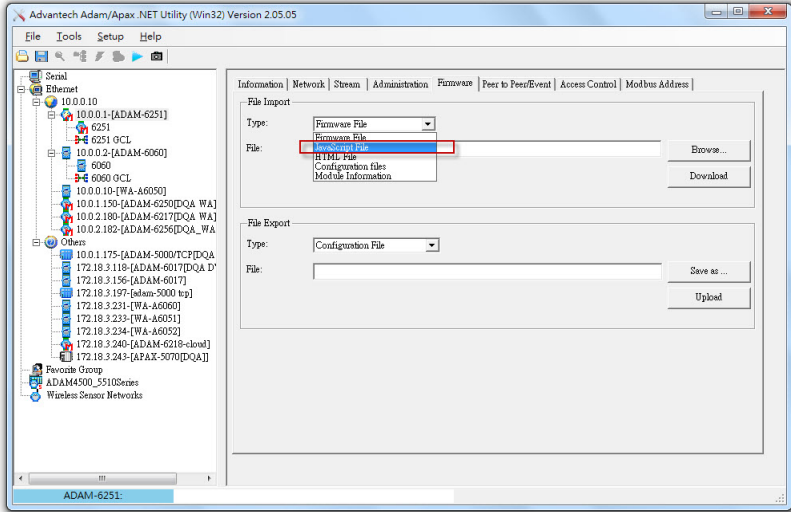 Advantech Adam/Apax .NET Utility (Win32) Version 2.05.05
File Tools Setup Help
Serial
Ethernet
10.0.0.10
10.0.0.1-[ADAM-6251]
6251
6251 GCL
10.0.0.2-[ADAM-6060]
6060
6060 GCL
10.0.0.10-[WA-A6050]
10.0.1.150-[ADAM-6250[DQA WA]
10.0.2.180-[ADAM-6217[DQA WA]
10.0.2.182-[ADAM-6256[DQA_WA
Others
10.0.1.175-[ADAM-5000/TCP[DQA
172.18.3.118-[ADAM-6017[DQA D
172.18.3.156-[ADAM-6017]
172.18.3.197-[adam-5000 tcp]
172.18.3.231-[WA-A6060]
172.18.3.233-[WA-A6051]
172.18.3.234-[WA-A6052]
172.18.3.240-[ADAM-6218-cloud]
172.18.3.243-[APAX-5070[DQA]]
Favorite Group
ADAM4500_5510Series
Wireless Sensor Networks
Information Network Stream Administration Firmware Peer to Peer/Event Access Control Modbus Address
File Import
Type: Firmware File
Firmware File
JavaScript File
File: Browse...
HTML File
Configuration files
Module Information
Download
File Export
Type: Configuration File
File: Save as ...
Upload
ADAM-6251: